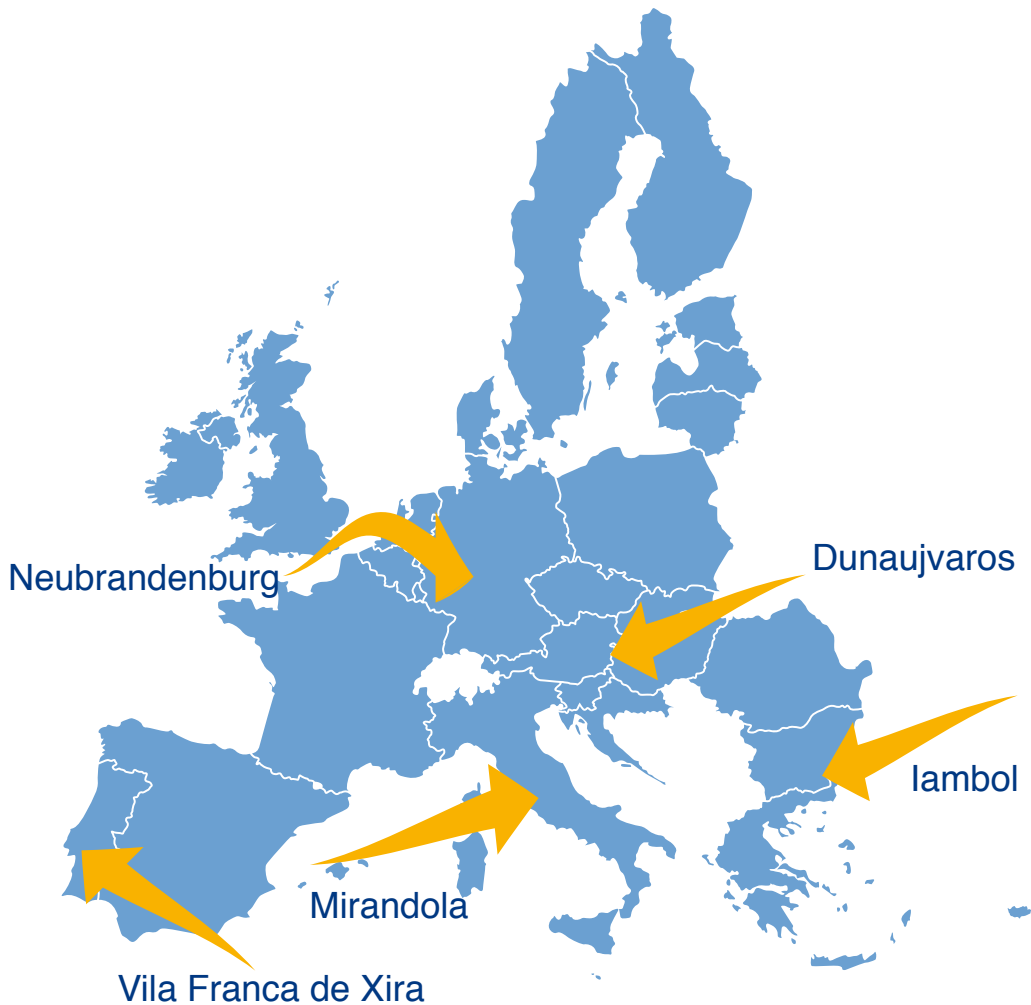 Neubrandenburg
Dunaujvaros
Iambol
Mirandola
Vila Franca de Xira